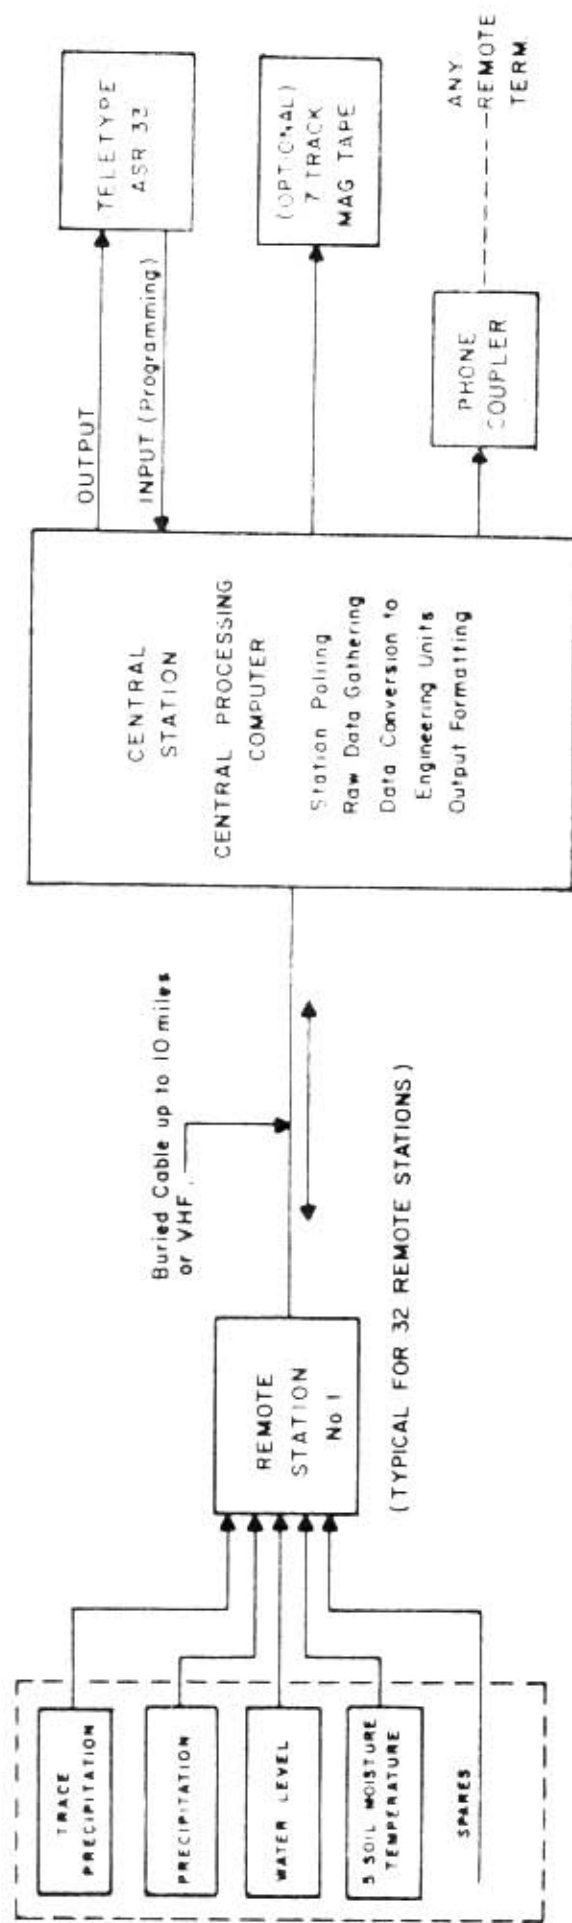 TRACE
PRECIPITATION
PRECIPITATION
WATER LEVEL
3 SOIL MOISTURE
TEMPERATURE
SPARES
REMOTE
STATION
No 1
(TYPICAL FOR 32 REMOTE STATIONS)
Buried Cable up to 10 miles
or VHF
CENTRAL
STATION
CENTRAL PROCESSING
COMPUTER
Station Polling
Raw Data Gathering
Data Conversion to
Engineering Units
Output Formatting
OUTPUT
INPUT (Programming)
TELETYPE
ASR 33
(OPTIONAL)
7 TRACK
MAG TAPE
PHONE
COUPLER
ANY
REMOTE
TERM.